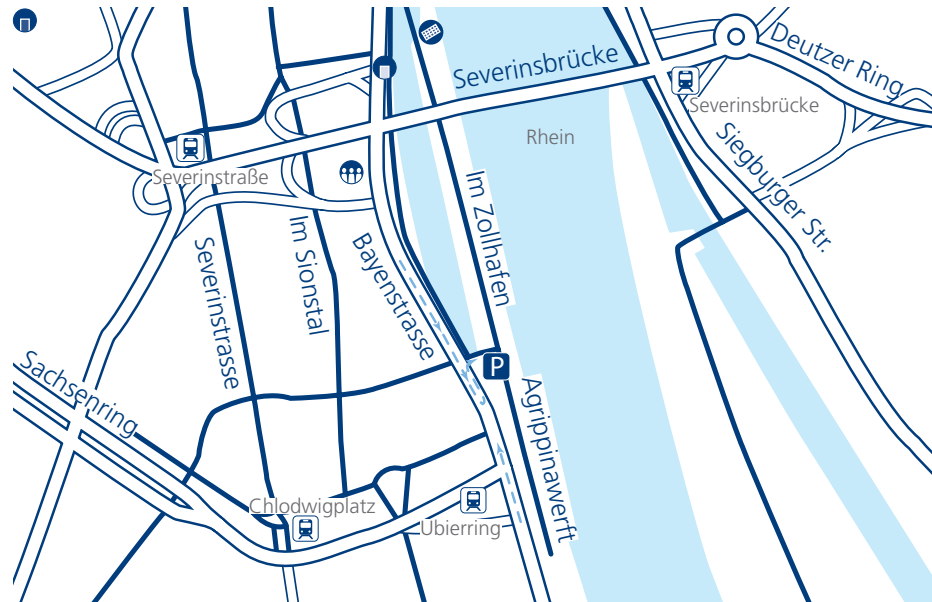 Severinsbrücke
Deutzer Ring
Severinsbrücke
Rhein
Siegburger Str.
Severinstraße
Im Zollhafen
Im Sionstal
Bayenstrasse
Severinstrasse
Sachsenring
P
Agrippinawerft
Chlodwigplatz
Ubierring